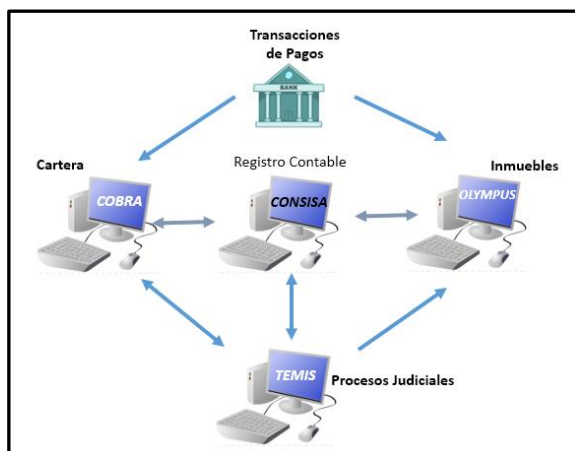 Transacciones
de Pagos
BANK
Cartera
Registro Contable
Inmuebles
COBRA
CONSISA
OLYMPUS
TEMIS
Procesos Judiciales